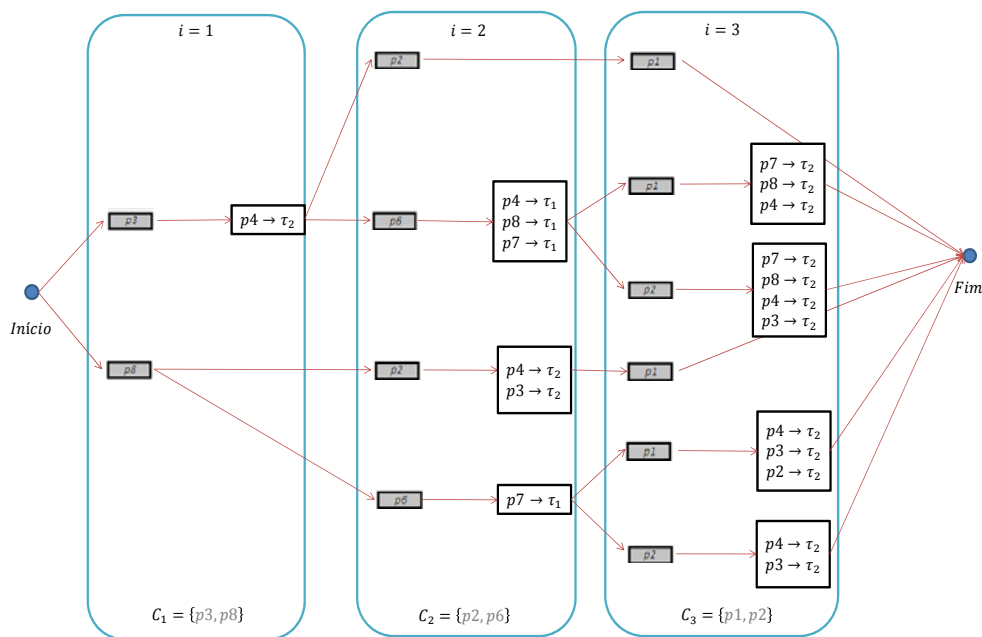 i = 1
i = 2
i = 3
p2
p1
p7 → τ₂
p8 → τ₂
p4 → τ₂
p1
p4 → τ₁
p8 → τ₁
p7 → τ₁
p3
p4 → τ₂
p6
p7 → τ₂
p8 → τ₂
p4 → τ₂
p3 → τ₂
p2
Início
Fim
p8
p2
p4 → τ₂
p3 → τ₂
p1
p4 → τ₂
p3 → τ₂
p2 → τ₂
p1
p6
p7 → τ₁
p2
p4 → τ₂
p3 → τ₂
C₁ = {p3, p8}
C₂ = {p2, p6}
C₃ = {p1, p2}